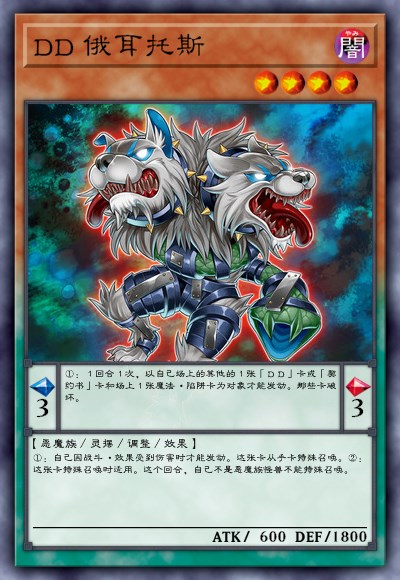 DD 俄耳托斯
やみ
闇
①：1回合1次，以自己场上的其他的1张「DD」卡或「契
约书」卡和场上1张魔法·陷阱卡为对象才能发动。那些卡破
坏。
3
3
【恶魔族／灵摆／调整／效果】
①：自己因战斗·效果受到伤害时才能发动。这张卡从手卡特殊召唤。②：
这张卡特殊召唤时适用。这个回合，自己不是恶魔族怪兽不能特殊召唤。
ATK/ 600 DEF/1800